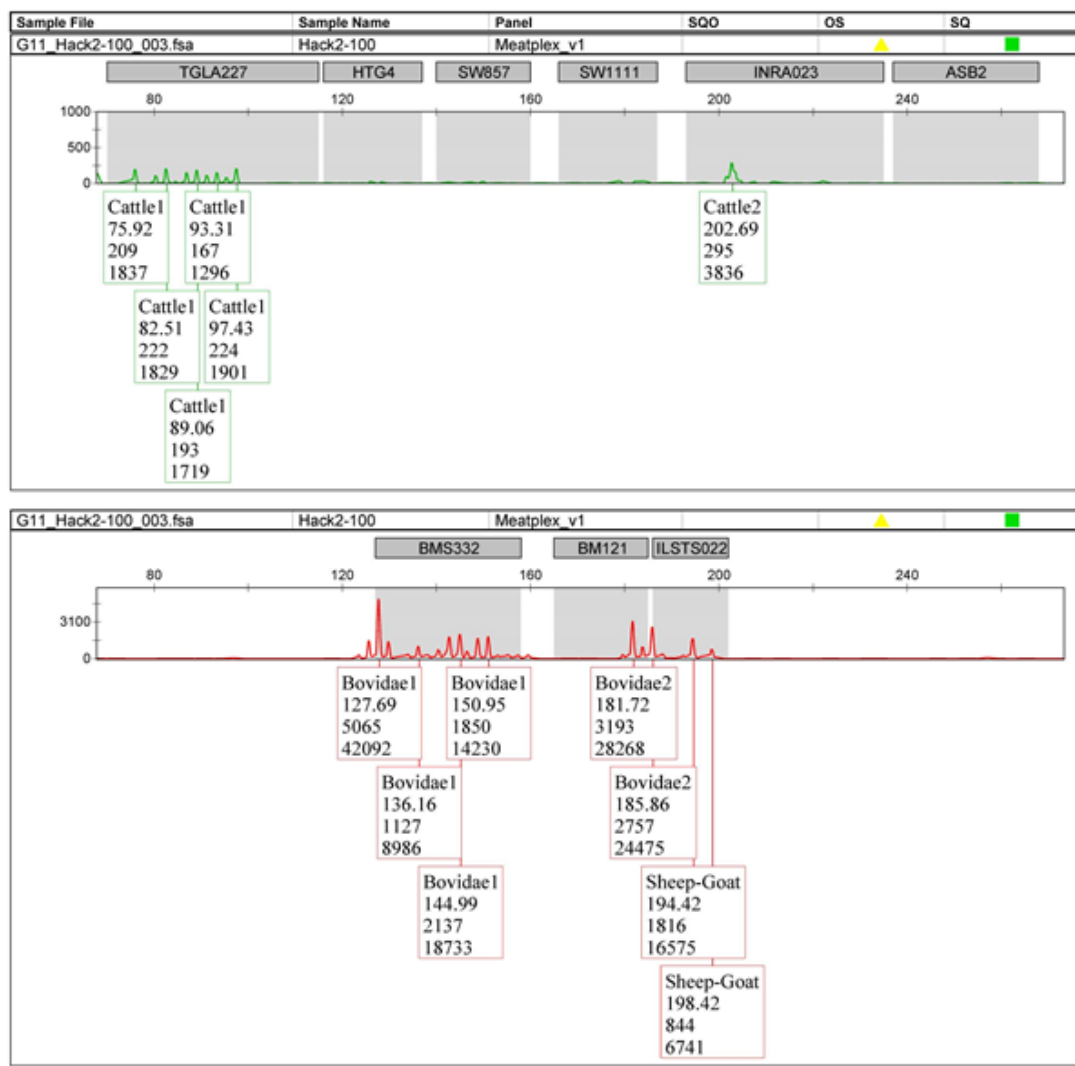 Sample File Sample Name Panel SQO OS SQ
G11_Hack2-100_003.fsa Hack2-100 Meatplex_v1
TGLA227 HTG4 SW857 SW1111 INRA023 ASB2
80 120 160 200 240
1000
500
0
Cattle1
75.92
209
1837
Cattle1
93.31
167
1296
Cattle2
202.69
295
3836
Cattle1
82.51
222
1829
Cattle1
97.43
224
1901
Cattle1
89.06
193
1719
G11_Hack2-100_003.fsa Hack2-100 Meatplex_v1
BMS332 BM121 ILSTS022
80 120 160 200 240
3100
0
Bovidae1
127.69
5065
42092
Bovidae1
150.95
1850
14230
Bovidae2
181.72
3193
28268
Bovidae1
136.16
1127
8986
Bovidae2
185.86
2757
24475
Bovidae1
144.99
2137
18733
Sheep-Goat
194.42
1816
16575
Sheep-Goat
198.42
844
6741